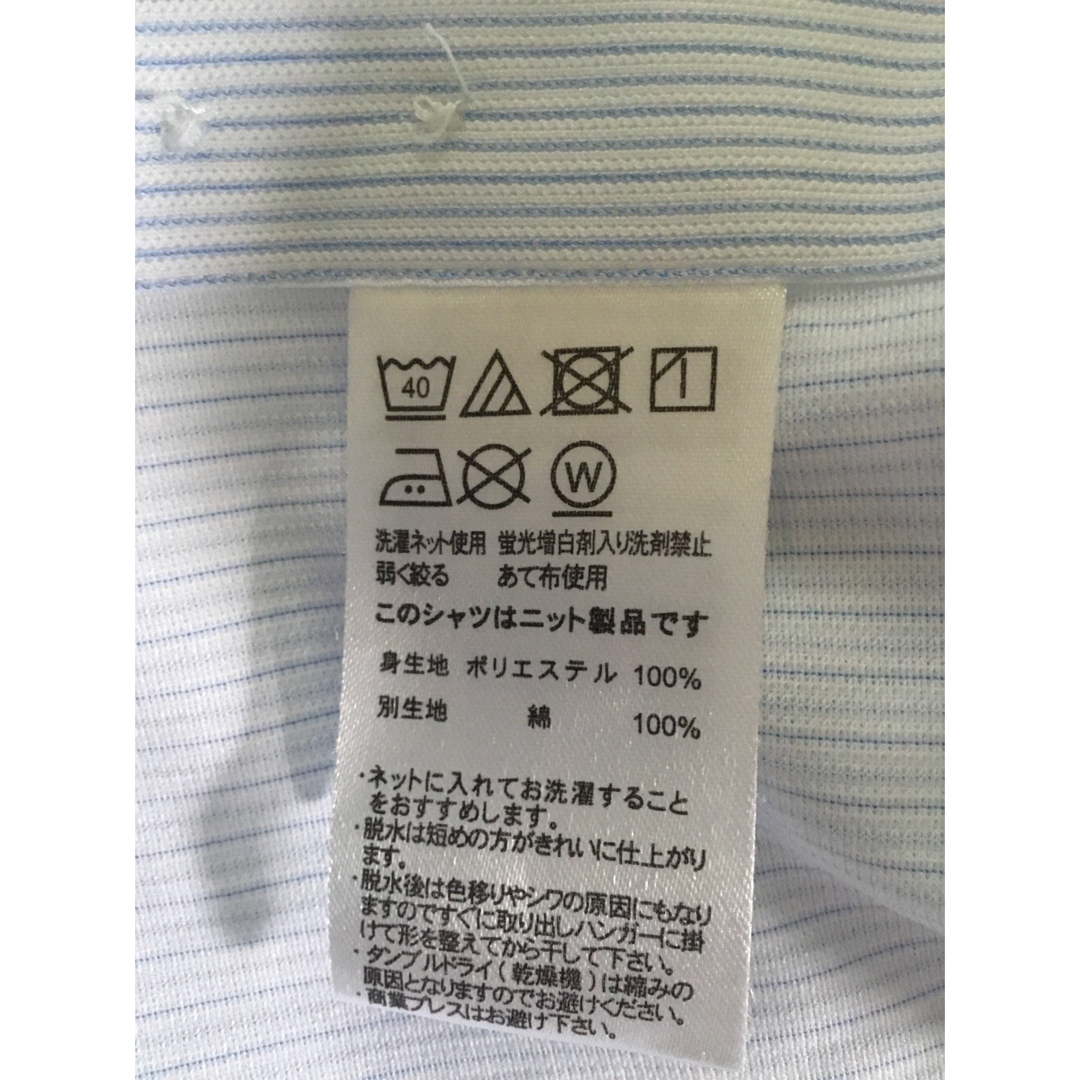 40
W
洗濯ネット使用 蛍光増白剤入り洗剤禁止
弱く絞る あて布使用
このシャツはニット製品です
身生地 ポリエステル 100%
別生地 綿 100%
・ネットに入れてお洗濯すること
をおすすめします。
・脱水は短めの方がきれいに仕上がり
ます。
・脱水後は色移りやシワの原因にもなり
ますのですぐに取り出しハンガーに掛
けて形を整えてから干して下さい。
・タンブルドライ(乾燥機)は縮みの
原因となりますのでお避けください。
・商業プレスはお避け下さい。